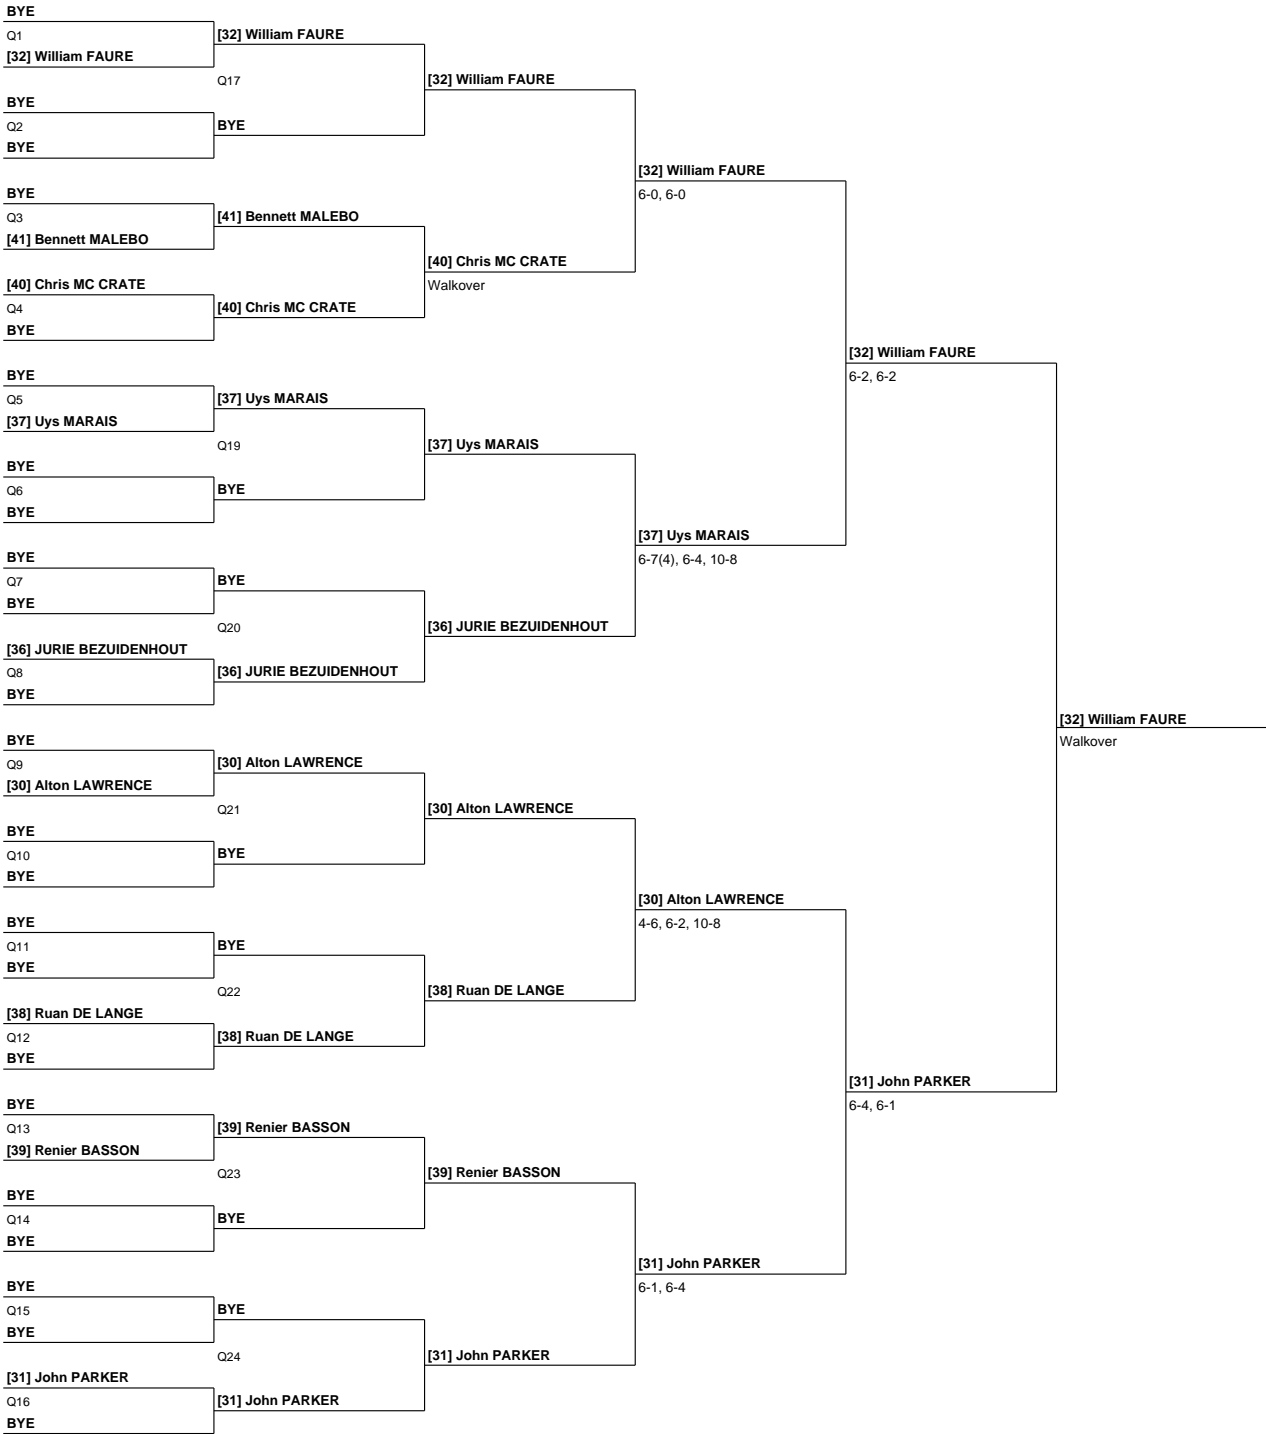 BYE
Q1
[32] William FAURE
[32] William FAURE
Q17
[32] William FAURE
BYE
Q2
BYE
BYE
[32] William FAURE
6-0, 6-0
BYE
Q3
[41] Bennett MALEBO
[41] Bennett MALEBO
[40] Chris MC CRATE
Walkover
[40] Chris MC CRATE
Q4
[40] Chris MC CRATE
BYE
[32] William FAURE
6-2, 6-2
BYE
Q5
[37] Uys MARAIS
[37] Uys MARAIS
Q19
[37] Uys MARAIS
BYE
Q6
BYE
BYE
[37] Uys MARAIS
6-7(4), 6-4, 10-8
BYE
Q7
BYE
BYE
Q20
[36] JURIE BEZUIDENHOUT
[36] JURIE BEZUIDENHOUT
Q8
[36] JURIE BEZUIDENHOUT
BYE
[32] William FAURE
Walkover
BYE
Q9
[30] Alton LAWRENCE
[30] Alton LAWRENCE
Q21
[30] Alton LAWRENCE
BYE
Q10
BYE
BYE
[30] Alton LAWRENCE
4-6, 6-2, 10-8
BYE
Q11
BYE
BYE
Q22
[38] Ruan DE LANGE
[38] Ruan DE LANGE
Q12
[38] Ruan DE LANGE
BYE
[31] John PARKER
6-4, 6-1
BYE
Q13
[39] Renier BASSON
[39] Renier BASSON
Q23
[39] Renier BASSON
BYE
Q14
BYE
BYE
[31] John PARKER
6-1, 6-4
BYE
Q15
BYE
BYE
Q24
[31] John PARKER
[31] John PARKER
Q16
[31] John PARKER
BYE